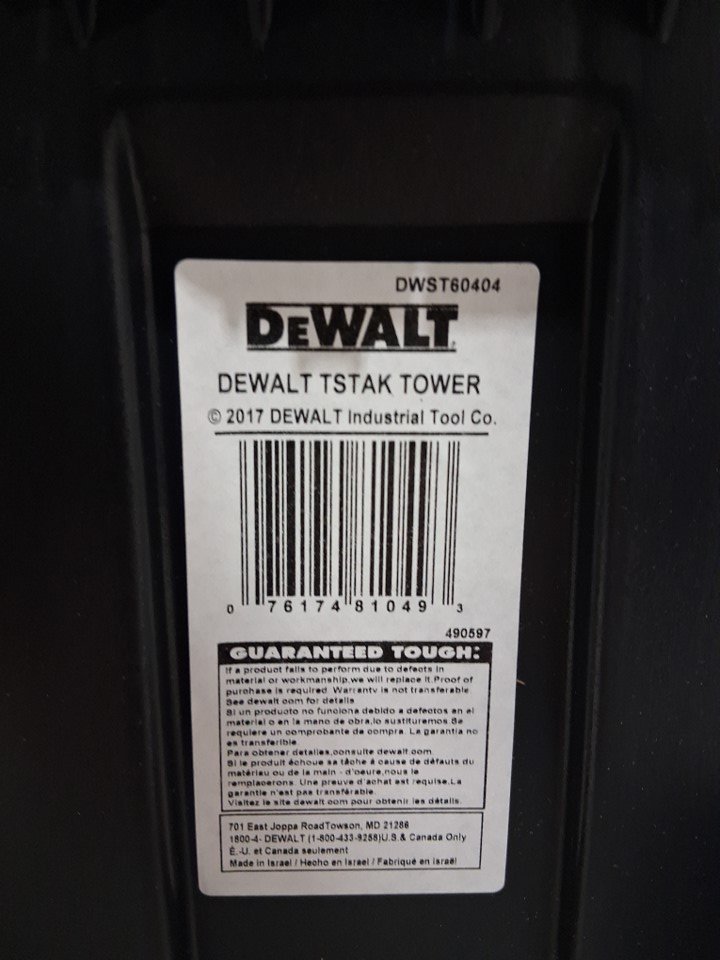 DWST60404
DEWALT
DEWALT TSTAK TOWER
© 2017 DEWALT Industrial Tool Co.
0 76174 81049 3
490597
GUARANTEED TOUGH:
If a product fails to perform due to defects in
material or workmanship,we will replace it.Proof of
purchase is required. Warranty is not transferable
See dewalt com for details
Si un producto no funciona debido a defectos en el
material o en la mano de obra,lo sustituremos Se
requiere un comprobante de compra. La garantia no
es transferible
Para obtener detalles,consulte dewalt com
Si le produit échoue sa tâche á cause de défauts du
matériau ou de la main - d'oeure,nous le
remplacerons. Une preuve d'achat est requise.La
garantie n'est pas transférable.
Visitez le site dewalt com pour obtenir les détails.
701 East Joppa RoadTowson, MD 21286
1800-4- DEWALT (1-800-433-9258)U.S.& Canada Only
É.-U. et Canada seulement
Made in Israel / Hecho en Israel / Fabriqué en Israël